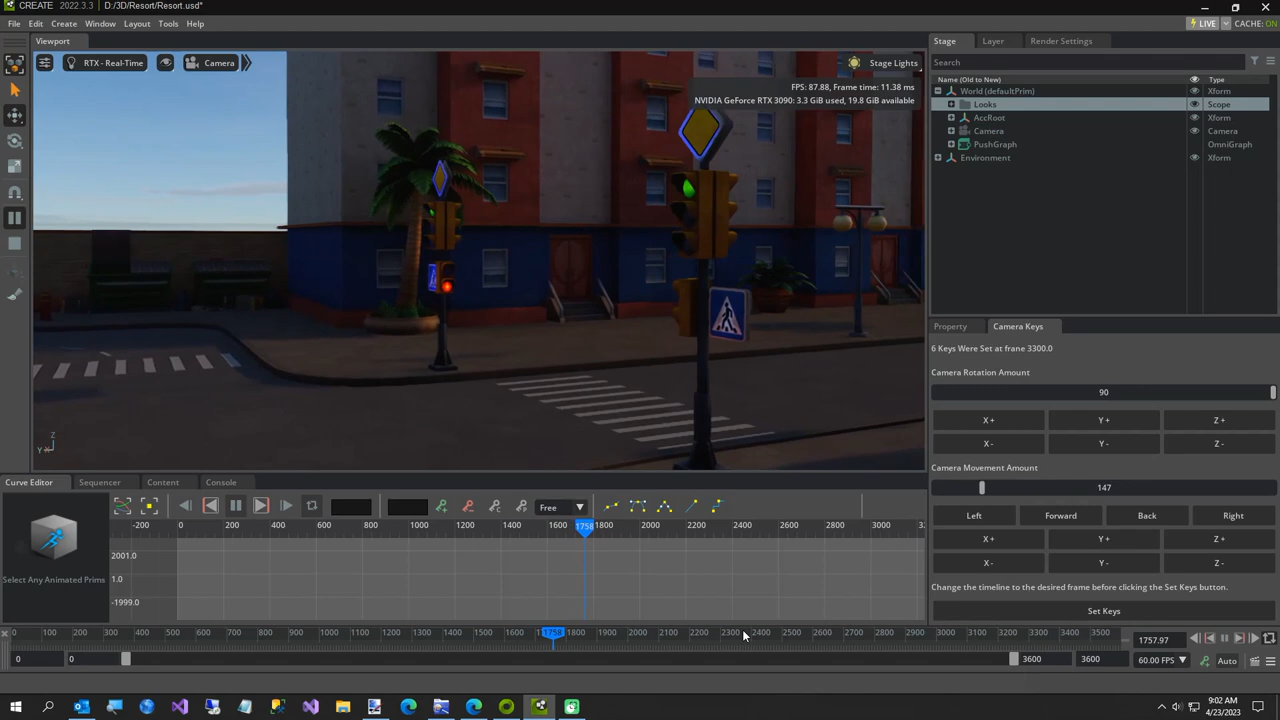 CREATE 2022.3.3 D:/3D/Resort/Resort.usd*
File Edit Create Window Layout Tools Help
LIVE CACHE: ON
Viewport
RTX - Real-Time Camera Stage Lights
FPS: 87.88, Frame time: 11.38 ms
NVIDIA GeForce RTX 3090: 3.3 GiB used, 19.8 GiB available
Stage Layer Render Settings
Search
Name (Old to New) Type
World (defaultPrim) Xform
Looks Scope
AccRoot Xform
Camera Camera
PushGraph OmniGraph
Environment Xform
Property Camera Keys
6 Keys Were Set at frane 3300.0
Camera Rotation Amount
90
X + Y + Z +
X - Y - Z -
Camera Movement Amount
147
Left Forward Back Right
X + Y + Z +
X - Y - Z -
Change the timeline to the desired frame before clicking the Set Keys button.
Set Keys
Z
Y X
Curve Editor Sequencer Content Console
Free
-200 0 200 400 600 800 1000 1200 1400 1600 1758 1800 2000 2200 2400 2600 2800 3000
2001.0
1.0
-1999.0
Select Any Animated Prims
0 100 200 300 400 500 600 700 800 900 1000 1100 1200 1300 1400 1500 1600 1758 1800 1900 2000 2100 2200 2300 2400 2500 2600 2700 2800 2900 3000 3100 3200 3300 3400 3500
1757.97
0 0 3600 3600 60.00 FPS Auto
9:02 AM
4/23/2023